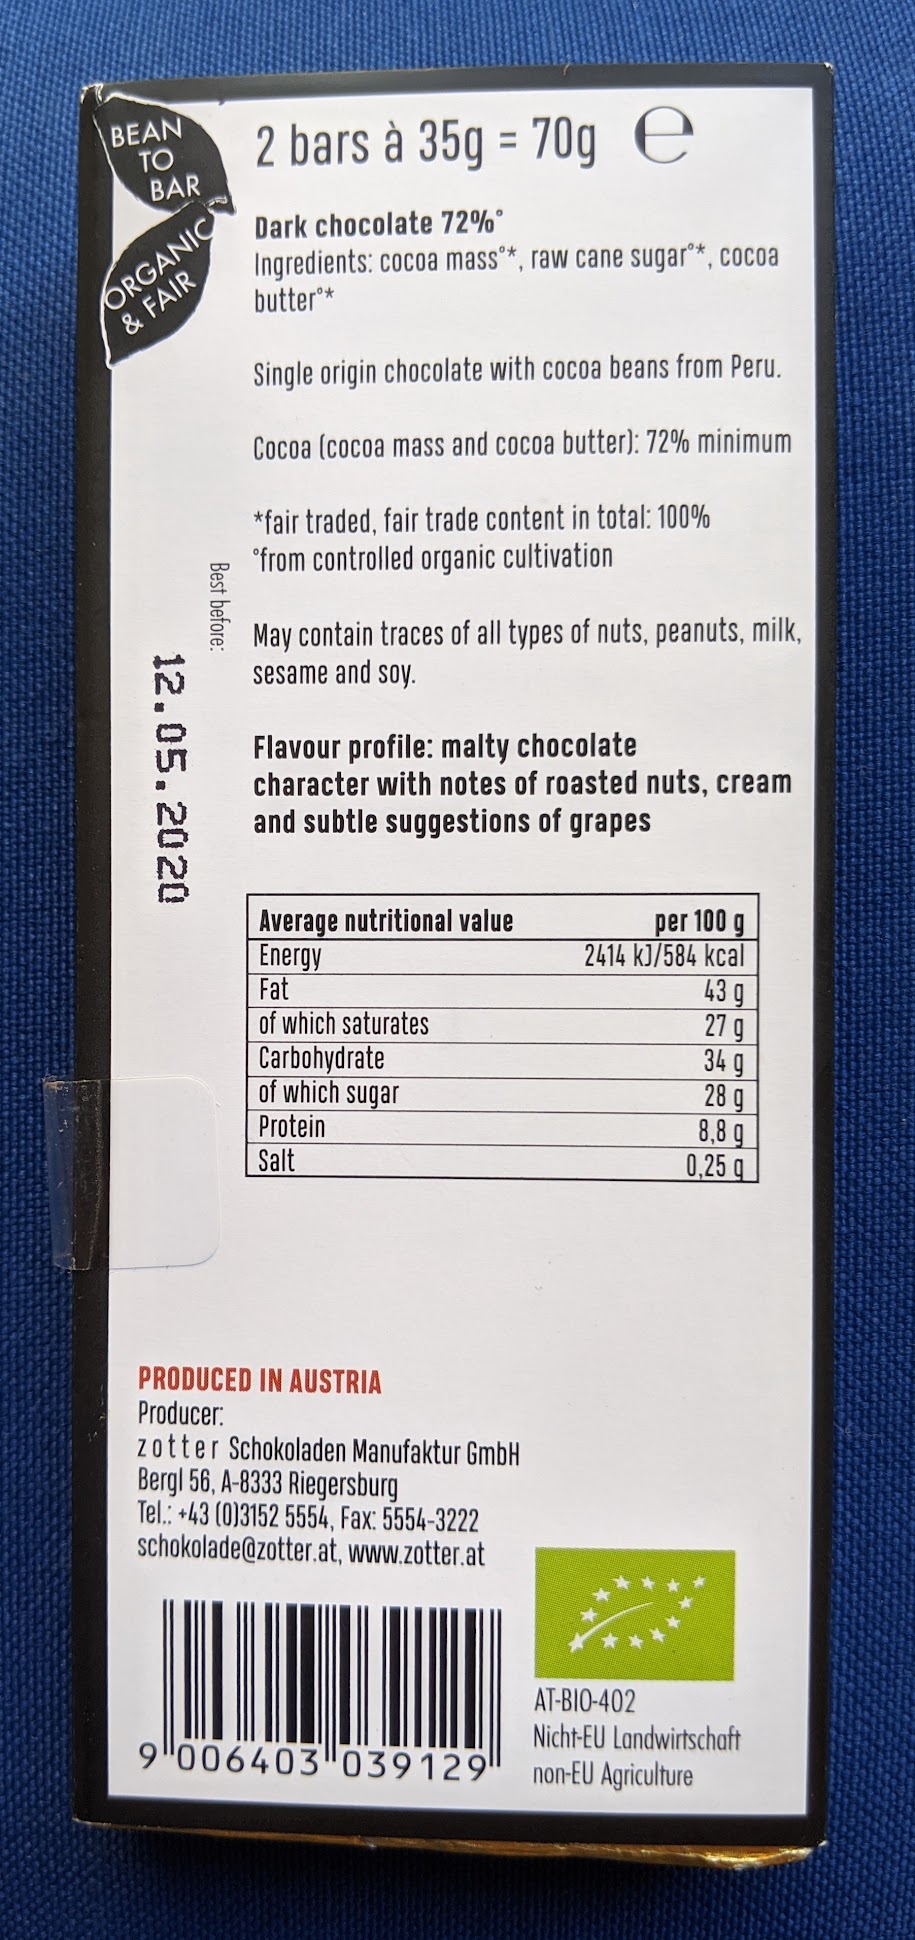 BEAN
TO
BAR
ORGANIC
& FAIR
2 bars à 35g = 70g ℮
Dark chocolate 72%°
Ingredients: cocoa mass°*, raw cane sugar°*, cocoa
butter°*
Single origin chocolate with cocoa beans from Peru.
Cocoa (cocoa mass and cocoa butter): 72% minimum
*fair traded, fair trade content in total: 100%
°from controlled organic cultivation
Best before:
12.05.2020
May contain traces of all types of nuts, peanuts, milk,
sesame and soy.
Flavour profile: malty chocolate
character with notes of roasted nuts, cream
and subtle suggestions of grapes
Average nutritional value per 100 g
Energy 2414 kJ/584 kcal
Fat 43 g
of which saturates 27 g
Carbohydrate 34 g
of which sugar 28 g
Protein 8,8 g
Salt 0,25 g
PRODUCED IN AUSTRIA
Producer:
zotter Schokoladen Manufaktur GmbH
Bergl 56, A-8333 Riegersburg
Tel.: +43 (0)3152 5554, Fax: 5554-3222
schokolade@zotter.at, www.zotter.at
9 006403 039129
AT-BIO-402
Nicht-EU Landwirtschaft
non-EU Agriculture